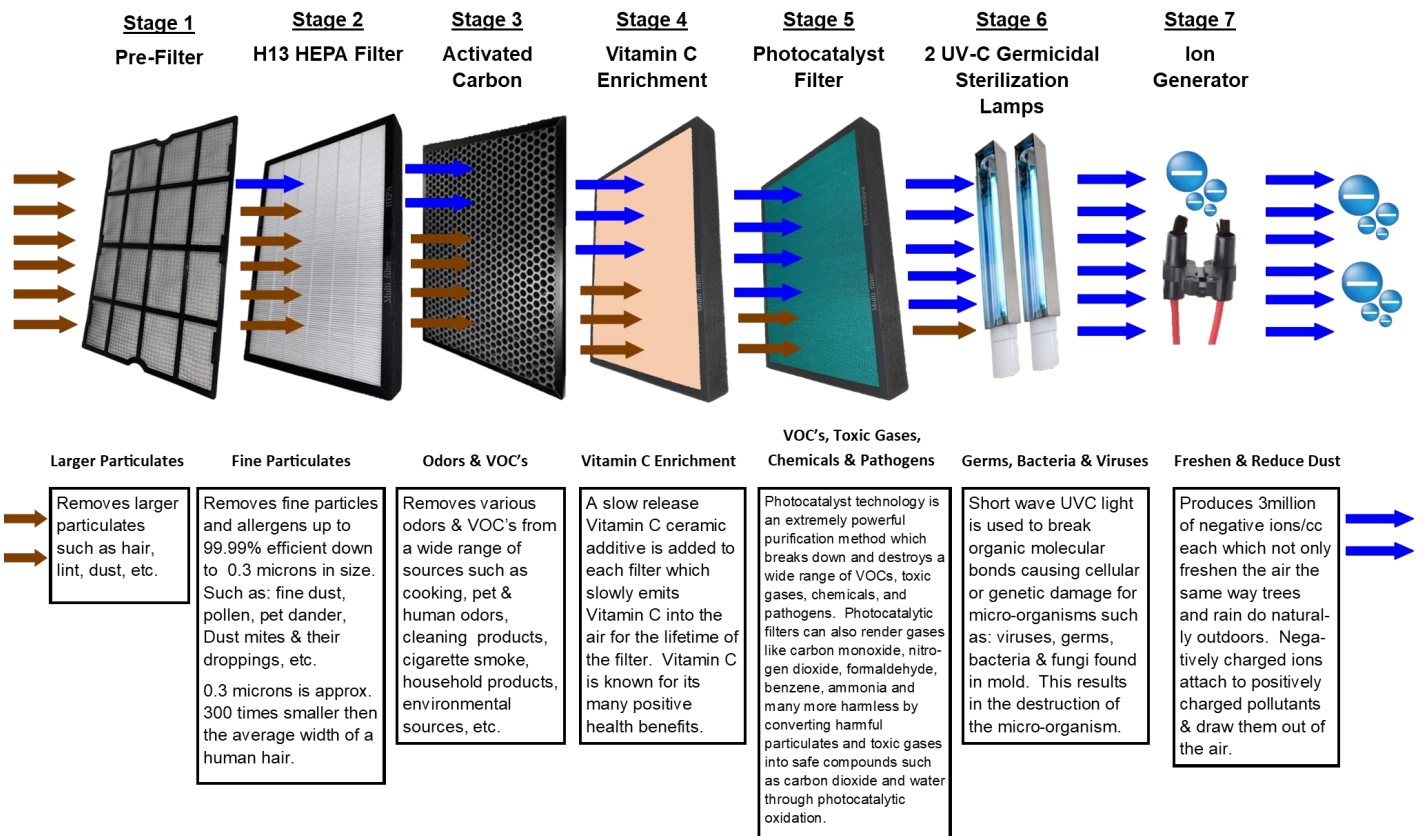 Stage 1
Pre-Filter
Stage 2
H13 HEPA Filter
Stage 3
Activated
Carbon
Stage 4
Vitamin C
Enrichment
Stage 5
Photocatalyst
Filter
Stage 6
2 UV-C Germicidal
Sterilization
Lamps
Stage 7
Ion
Generator
HEPA
Multi filter
Multi filter
Photocatalyst
Multi filter
Larger Particulates
Removes larger
particulates
such as hair,
lint, dust, etc.
Fine Particulates
Removes fine particles
and allergens up to
99.99% efficient down
to 0.3 microns in size.
Such as: fine dust,
pollen, pet dander,
Dust mites & their
droppings, etc.
0.3 microns is approx.
300 times smaller then
the average width of a
human hair.
Odors & VOC's
Removes various
odors & VOC's from
a wide range of
sources such as
cooking, pet &
human odors,
cleaning products,
cigarette smoke,
household products,
environmental
sources, etc.
Vitamin C Enrichment
A slow release
Vitamin C ceramic
additive is added to
each filter which
slowly emits
Vitamin C into the
air for the lifetime of
the filter. Vitamin C
is known for its
many positive
health benefits.
VOC's, Toxic Gases,
Chemicals & Pathogens
Photocatalyst technology is
an extremely powerful
purification method which
breaks down and destroys a
wide range of VOCs, toxic
gases, chemicals, and
pathogens. Photocatalytic
filters can also render gases
like carbon monoxide, nitro-
gen dioxide, formaldehyde,
benzene, ammonia and
many more harmless by
converting harmful
particulates and toxic gases
into safe compounds such
as carbon dioxide and water
through photocatalytic
oxidation.
Germs, Bacteria & Viruses
Short wave UVC light
is used to break
organic molecular
bonds causing cellular
or genetic damage for
micro-organisms such
as: viruses, germs,
bacteria & fungi found
in mold. This results
in the destruction of
the micro-organism.
Freshen & Reduce Dust
Produces 3million
of negative ions/cc
each which not only
freshen the air the
same way trees
and rain do natural-
ly outdoors. Nega-
tively charged ions
attach to positively
charged pollutants
& draw them out of
the air.